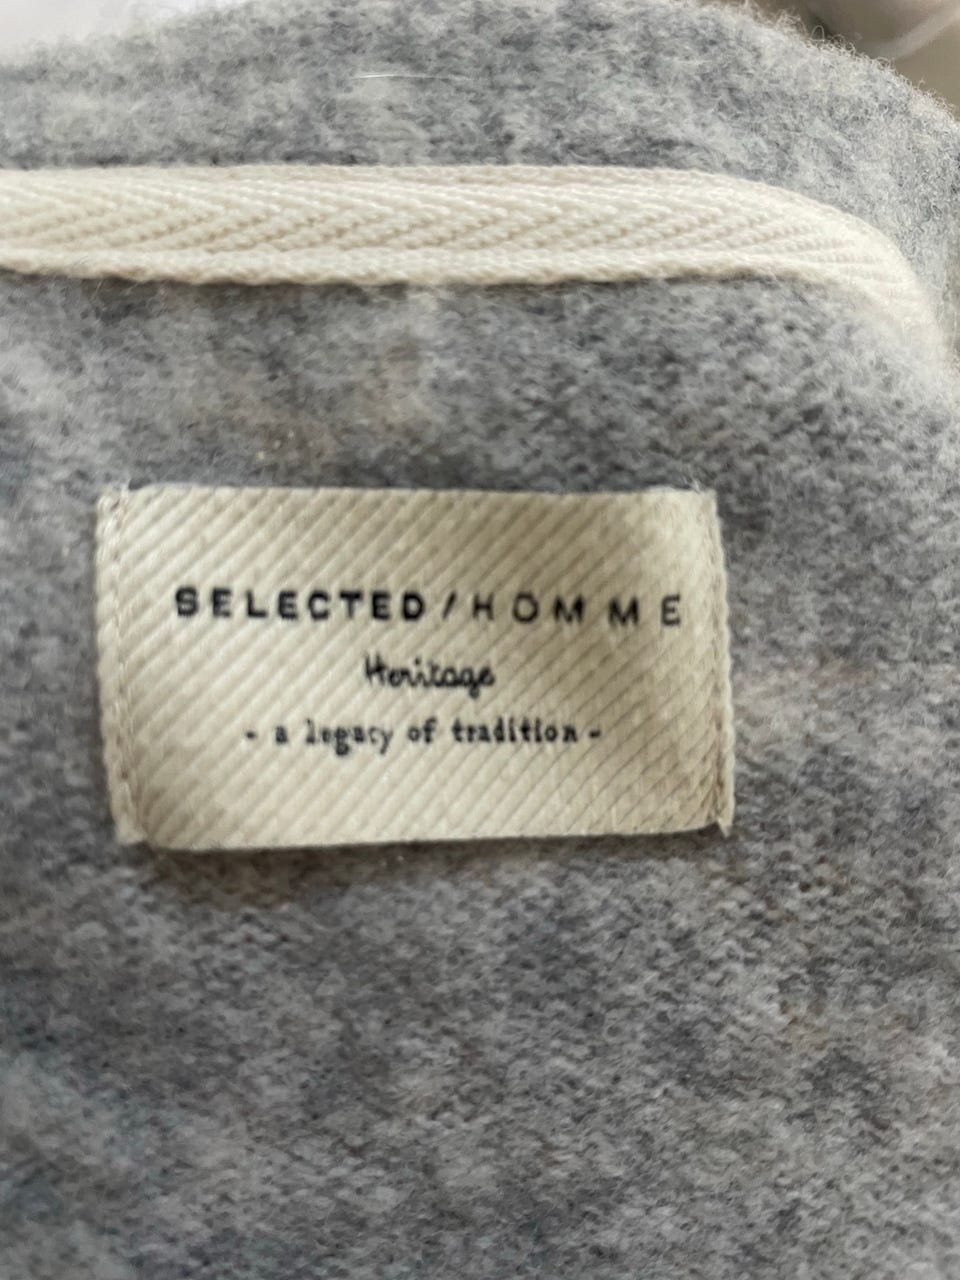 SELECTED/HOMME
Heritage
- a legacy of tradition -